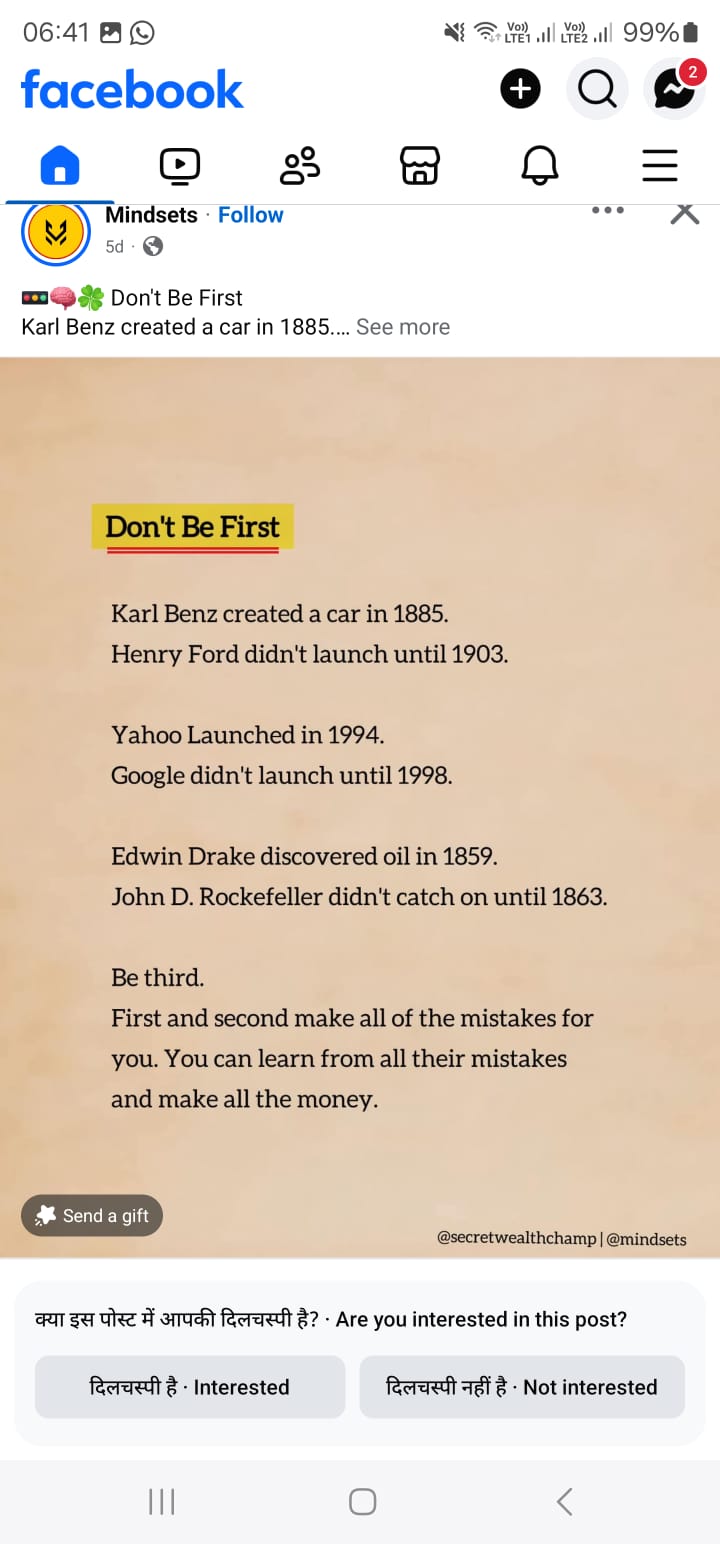 06:41 Vo)) LTE1 Vo)) LTE2 99%
facebook
2
Mindsets · Follow
5d ·
🚥🧠🍀 Don't Be First
Karl Benz created a car in 1885.... See more
Don't Be First
Karl Benz created a car in 1885.
Henry Ford didn't launch until 1903.
Yahoo Launched in 1994.
Google didn't launch until 1998.
Edwin Drake discovered oil in 1859.
John D. Rockefeller didn't catch on until 1863.
Be third.
First and second make all of the mistakes for
you. You can learn from all their mistakes
and make all the money.
Send a gift
@secretwealthchamp | @mindsets
क्या इस पोस्ट में आपकी दिलचस्पी है? · Are you interested in this post?
दिलचस्पी है · Interested
दिलचस्पी नहीं है · Not interested